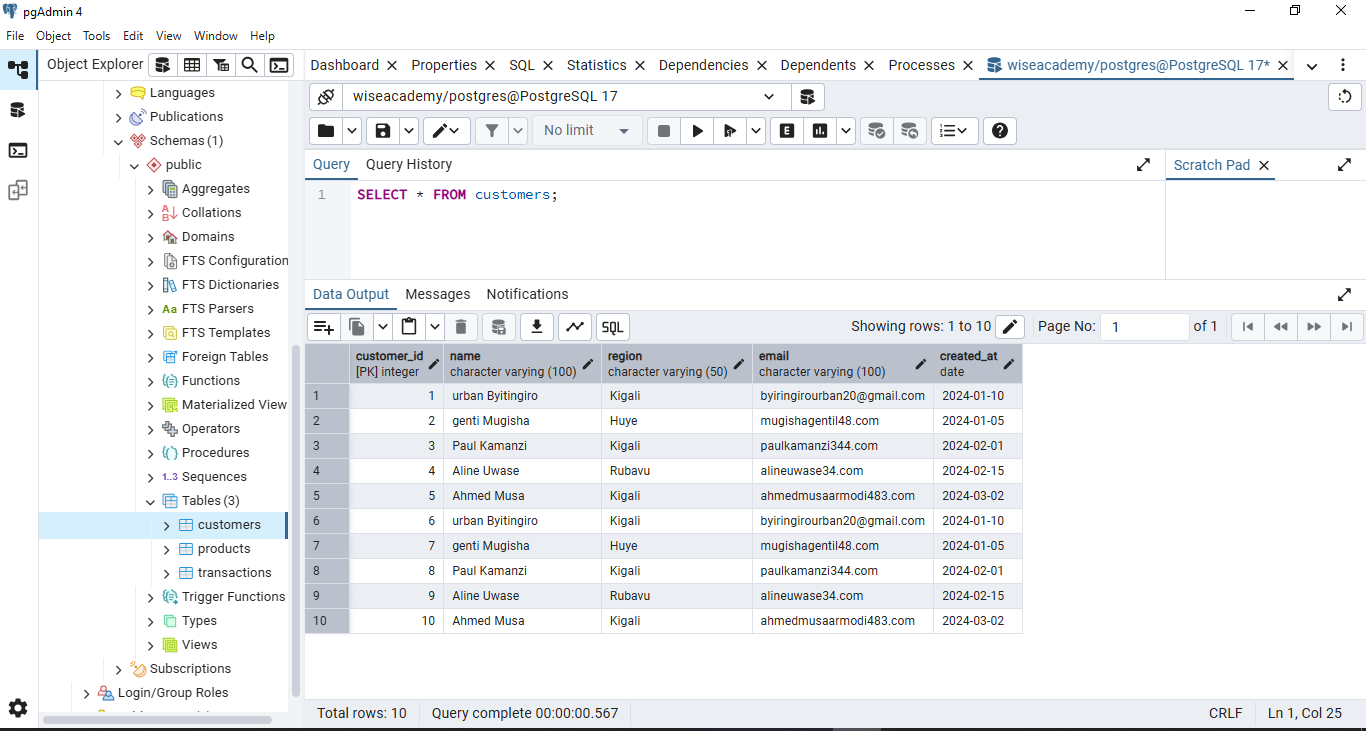 pgAdmin 4
File Object Tools Edit View Window Help
Object Explorer
Dashboard Properties SQL Statistics Dependencies Dependents Processes wiseacademy/postgres@PostgreSQL 17*
Languages
Publications
Schemas (1)
public
Aggregates
Collations
Domains
FTS Configuration
FTS Dictionaries
Aa FTS Parsers
FTS Templates
Foreign Tables
Functions
Materialized View
Operators
Procedures
1..3 Sequences
Tables (3)
customers
products
transactions
Trigger Functions
Types
Views
Subscriptions
Login/Group Roles
wiseacademy/postgres@PostgreSQL 17
No limit
E
Query Query History
Scratch Pad
1 SELECT * FROM customers;
Data Output Messages Notifications
SQL
Showing rows: 1 to 10
Page No: 1 of 1
customer_id name region email created_at
[PK] integer character varying (100) character varying (50) character varying (100) date
1 1 urban Byitingiro Kigali byiringirourban20@gmail.com 2024-01-10
2 2 genti Mugisha Huye mugishagentil48.com 2024-01-05
3 3 Paul Kamanzi Kigali paulkamanzi344.com 2024-02-01
4 4 Aline Uwase Rubavu alineuwase34.com 2024-02-15
5 5 Ahmed Musa Kigali ahmedmusaarmodi483.com 2024-03-02
6 6 urban Byitingiro Kigali byiringirourban20@gmail.com 2024-01-10
7 7 genti Mugisha Huye mugishagentil48.com 2024-01-05
8 8 Paul Kamanzi Kigali paulkamanzi344.com 2024-02-01
9 9 Aline Uwase Rubavu alineuwase34.com 2024-02-15
10 10 Ahmed Musa Kigali ahmedmusaarmodi483.com 2024-03-02
Total rows: 10 Query complete 00:00:00.567
CRLF Ln 1, Col 25